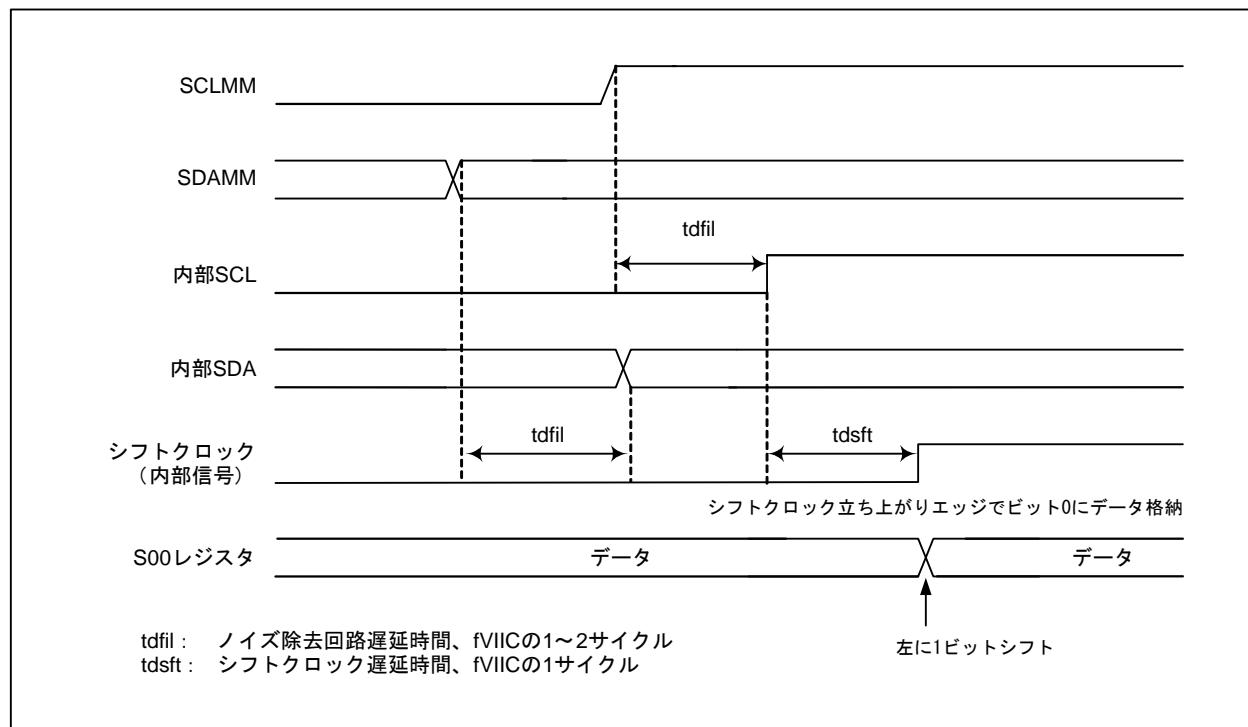 SCLMM
SDAMM
tdfil
内部SCL
内部SDA
tdfil
tdsft
シフトクロック
（内部信号）
シフトクロック立ち上がりエッジでビット0にデータ格納
S00レジスタ
データ
データ
tdfil : ノイズ除去回路遅延時間、fVIICの1～2サイクル
tdsft : シフトクロック遅延時間、fVIICの1サイクル
左に1ビットシフト